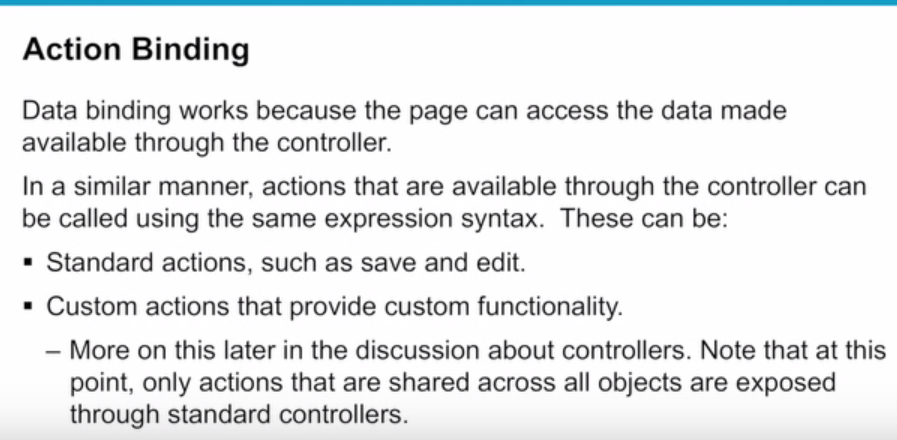 Action Binding
Data binding works because the page can access the data made
available through the controller.
In a similar manner, actions that are available through the controller can
be called using the same expression syntax.  These can be:
▪ Standard actions, such as save and edit.
▪ Custom actions that provide custom functionality.
– More on this later in the discussion about controllers. Note that at this
point, only actions that are shared across all objects are exposed
through standard controllers.